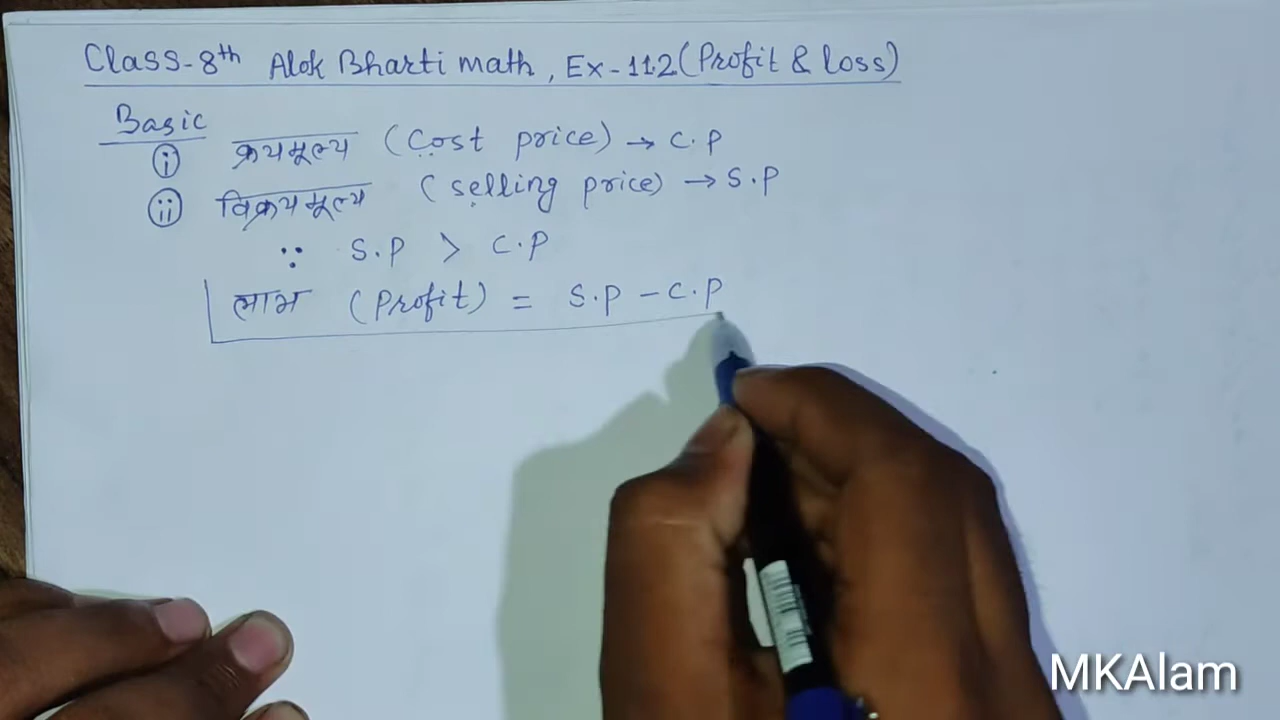 Class-8th Alok Bharti math, Ex-11.2 (Profit & loss)
Basic
(i) क्रयमूल्य (Cost price) → C.P
(ii) विक्रयमूल्य (selling price) → S.P
∵ S.P > C.P
लाभ (Profit) = S.P - C.P
MKAlam